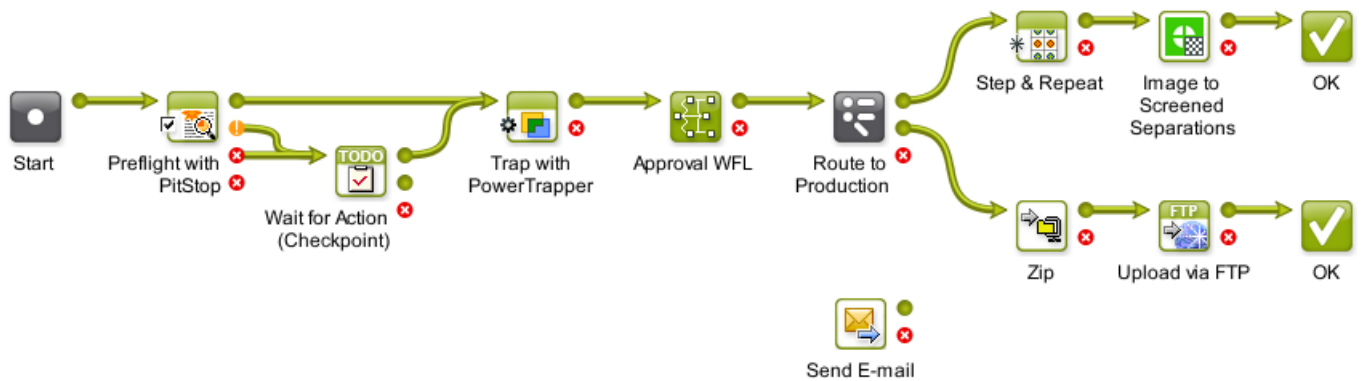 Start
Preflight with
PitStop
TODO
Wait for Action
(Checkpoint)
Trap with
PowerTrapper
Approval WFL
Route to
Production
Step & Repeat
Image to
Screened
Separations
OK
Zip
FTP
Upload via FTP
OK
Send E-mail